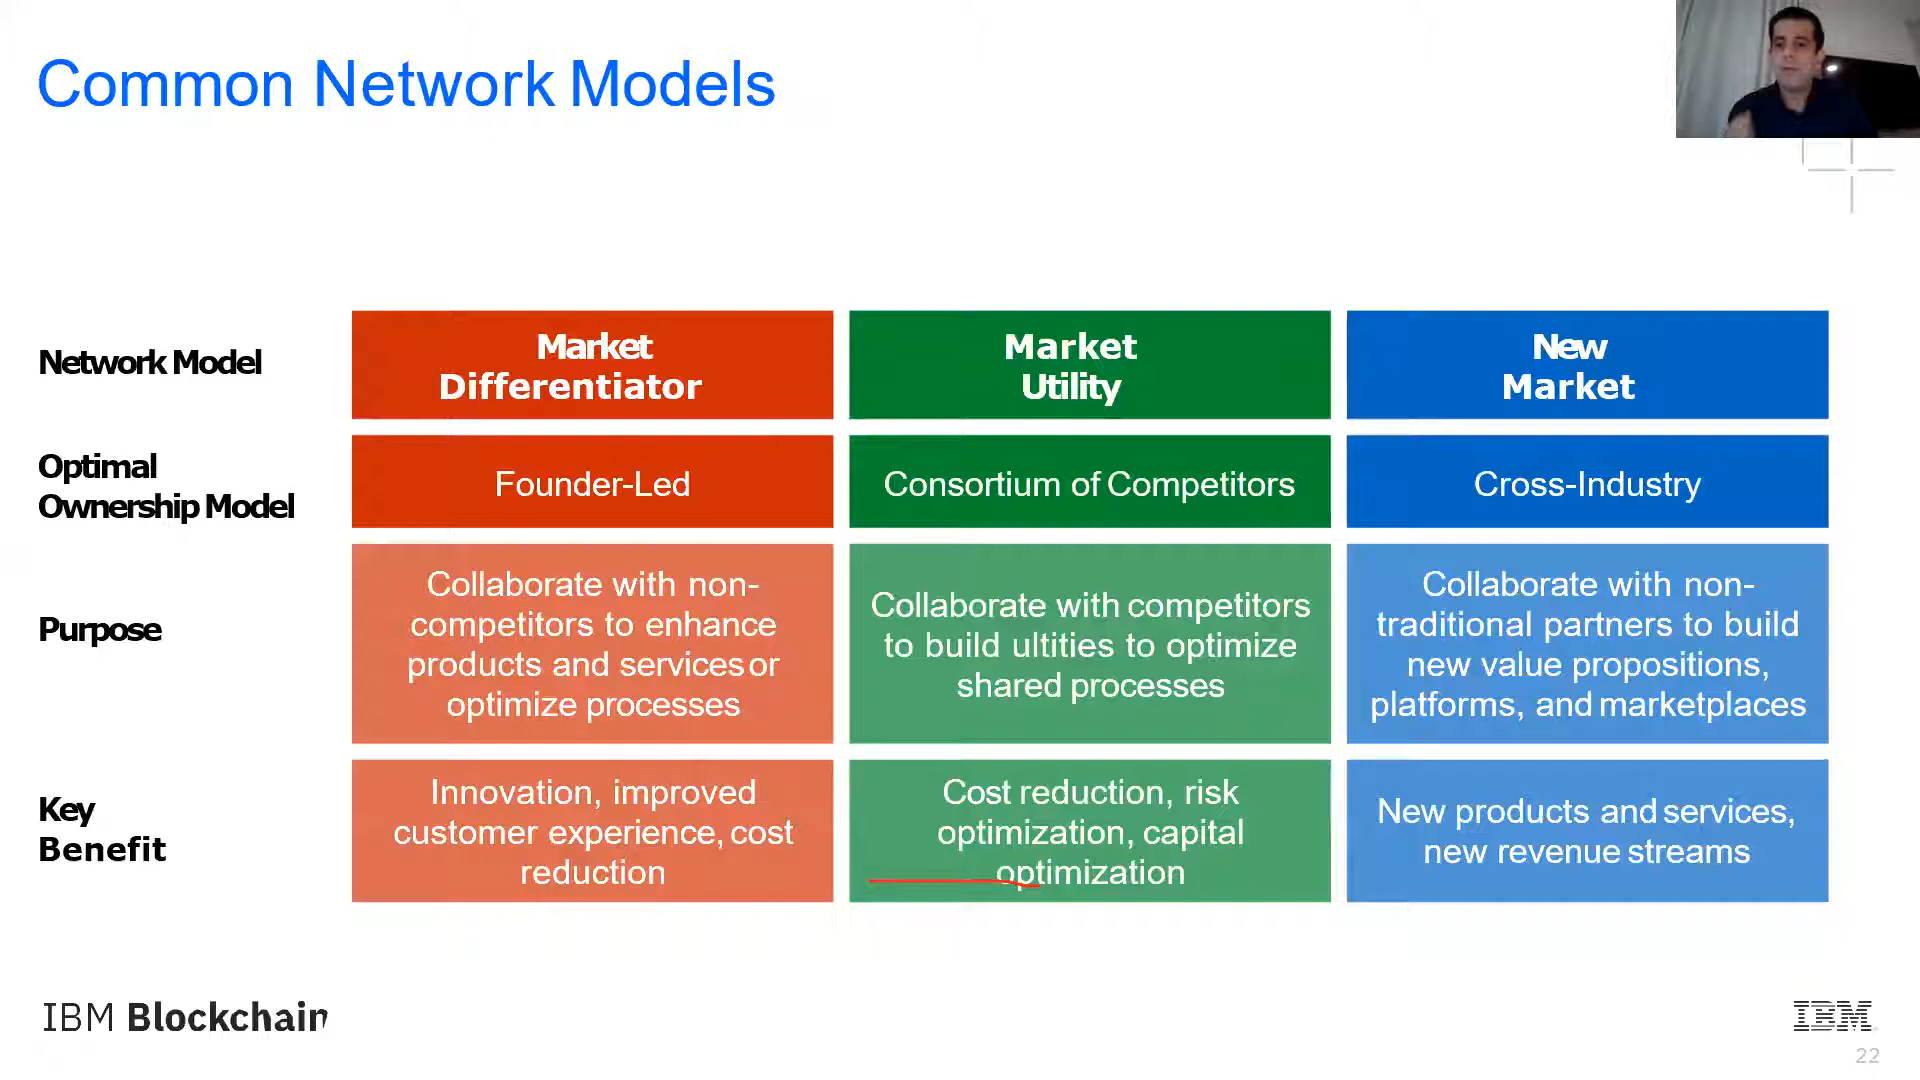 Common Network Models
Network Model
Market
Differentiator
Market
Utility
New
Market
Optimal
Ownership Model
Founder-Led
Consortium of Competitors
Cross-Industry
Purpose
Collaborate with non-
competitors to enhance
products and services or
optimize processes
Collaborate with competitors
to build ultities to optimize
shared processes
Collaborate with non-
traditional partners to build
new value propositions,
platforms, and marketplaces
Key
Benefit
Innovation, improved
customer experience, cost
reduction
Cost reduction, risk
optimization, capital
optimization
New products and services,
new revenue streams
IBM Blockchain
IBM
22